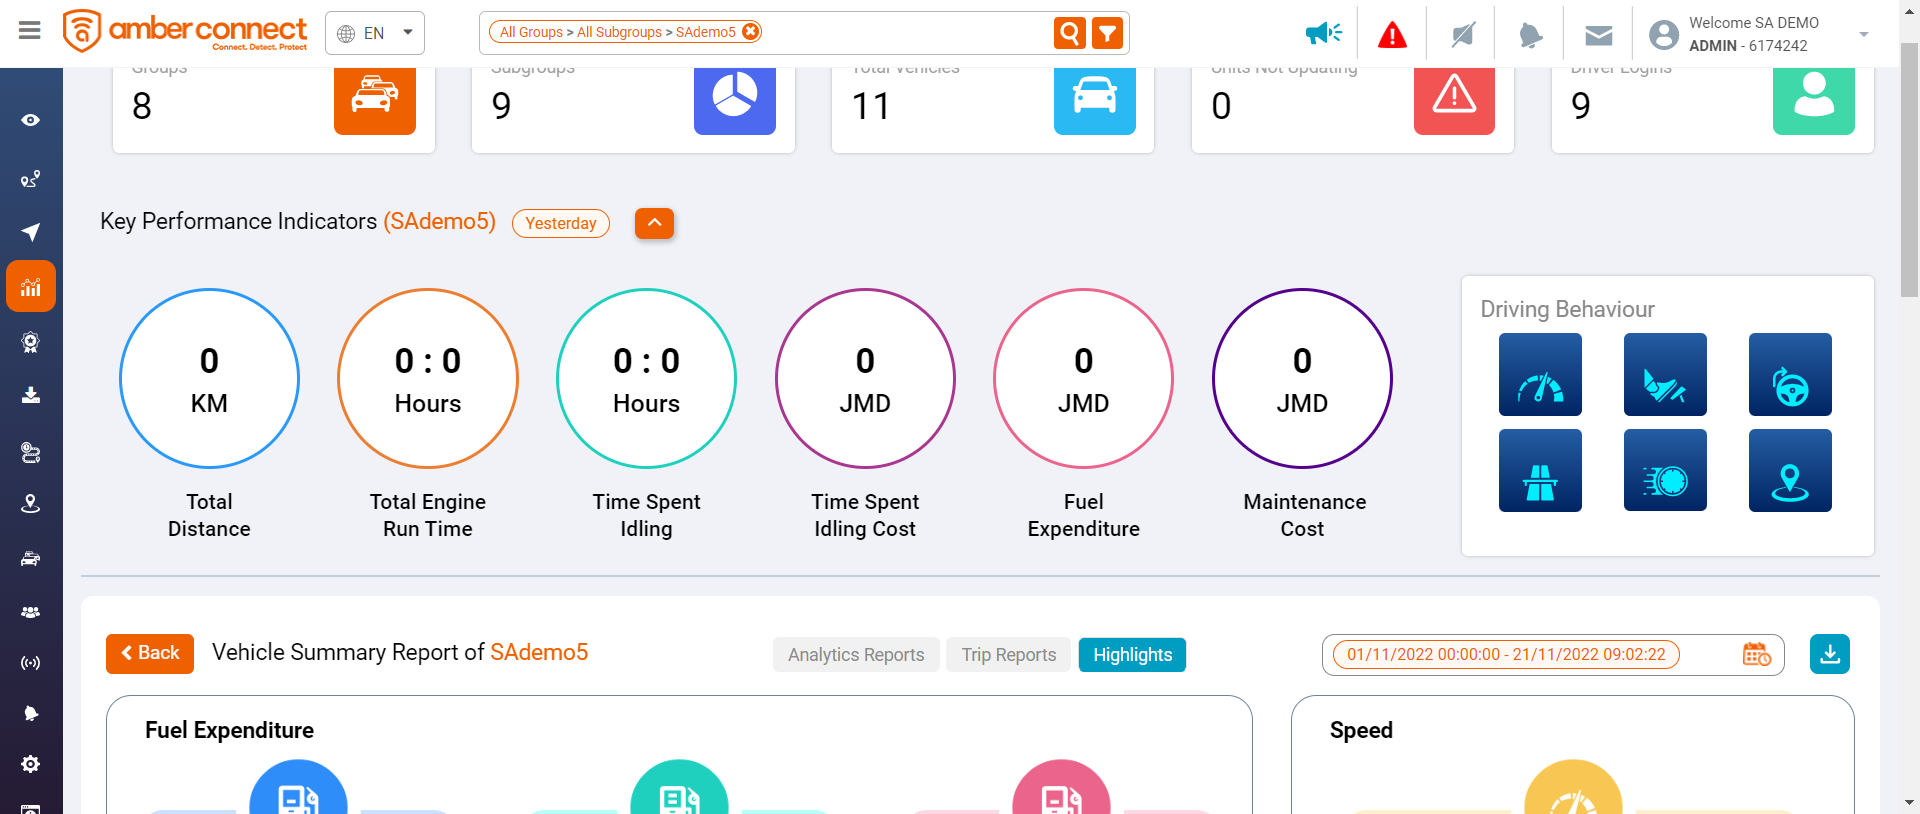 amber connect
Connect. Detect. Protect
EN
All Groups > All Subgroups > SAdemo5
Welcome SA DEMO
ADMIN - 6174242
Groups
8
Subgroups
9
Total Vehicles
11
Units Not Updating
0
Driver Logins
9
Key Performance Indicators (SAdemo5)
Yesterday
0
KM
Total
Distance
0 : 0
Hours
Total Engine
Run Time
0 : 0
Hours
Time Spent
Idling
0
JMD
Time Spent
Idling Cost
0
JMD
Fuel
Expenditure
0
JMD
Maintenance
Cost
Driving Behaviour
Back
Vehicle Summary Report of SAdemo5
Analytics Reports
Trip Reports
Highlights
01/11/2022 00:00:00 - 21/11/2022 09:02:22
Fuel Expenditure
Speed